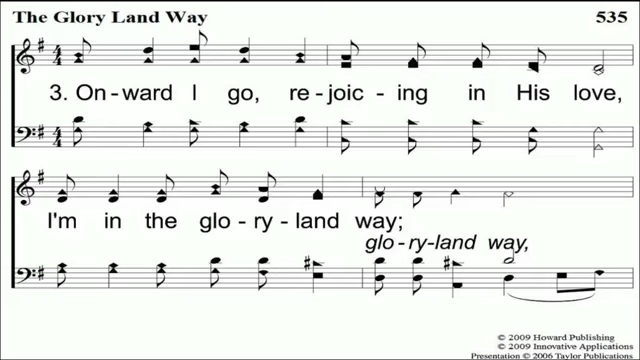 The Glory Land Way 535
3. On-ward I go, re-joic-ing in His love,
I'm in the glo-ry-land way;
glo-ry-land way,
© 2009 Howard Publishing
© 2009 Innovative Applications
Presentation © 2006 Taylor Publications